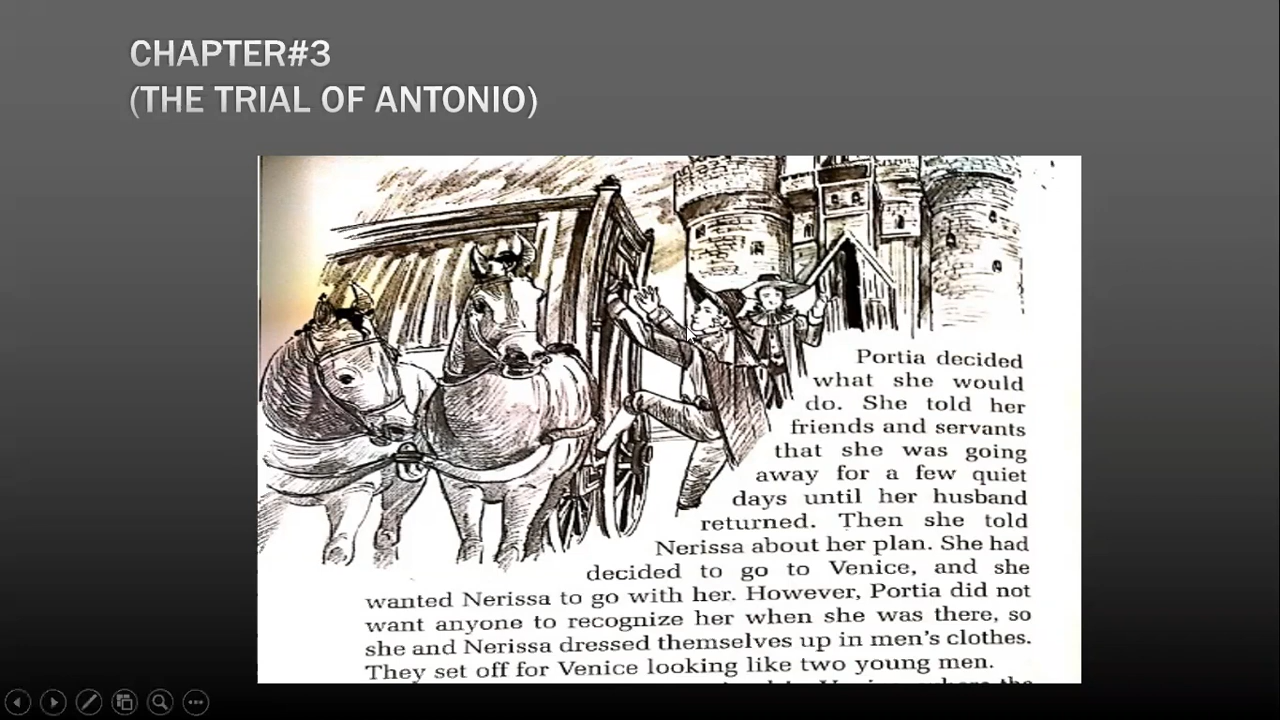 CHAPTER#3
(THE TRIAL OF ANTONIO)
Portia decided
what she would
do. She told her
friends and servants
that she was going
away for a few quiet
days until her husband
returned. Then she told
Nerissa about her plan. She had
decided to go to Venice, and she
wanted Nerissa to go with her. However, Portia did not
want anyone to recognize her when she was there, so
she and Nerissa dressed themselves up in men's clothes.
They set off for Venice looking like two young men.